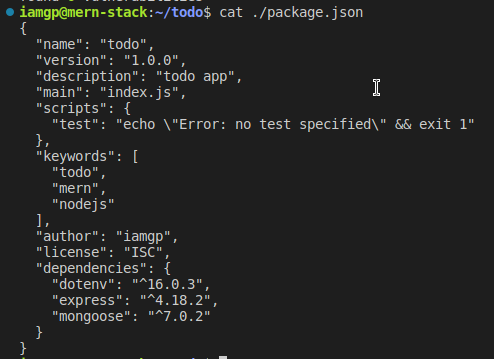 iamgp@mern-stack:~/todo$ cat ./package.json
{
  "name": "todo",
  "version": "1.0.0",
  "description": "todo app",
  "main": "index.js",
  "scripts": {
    "test": "echo \"Error: no test specified\" && exit 1"
  },
  "keywords": [
    "todo",
    "mern",
    "nodejs"
  ],
  "author": "iamgp",
  "license": "ISC",
  "dependencies": {
    "dotenv": "^16.0.3",
    "express": "^4.18.2",
    "mongoose": "^7.0.2"
  }
}